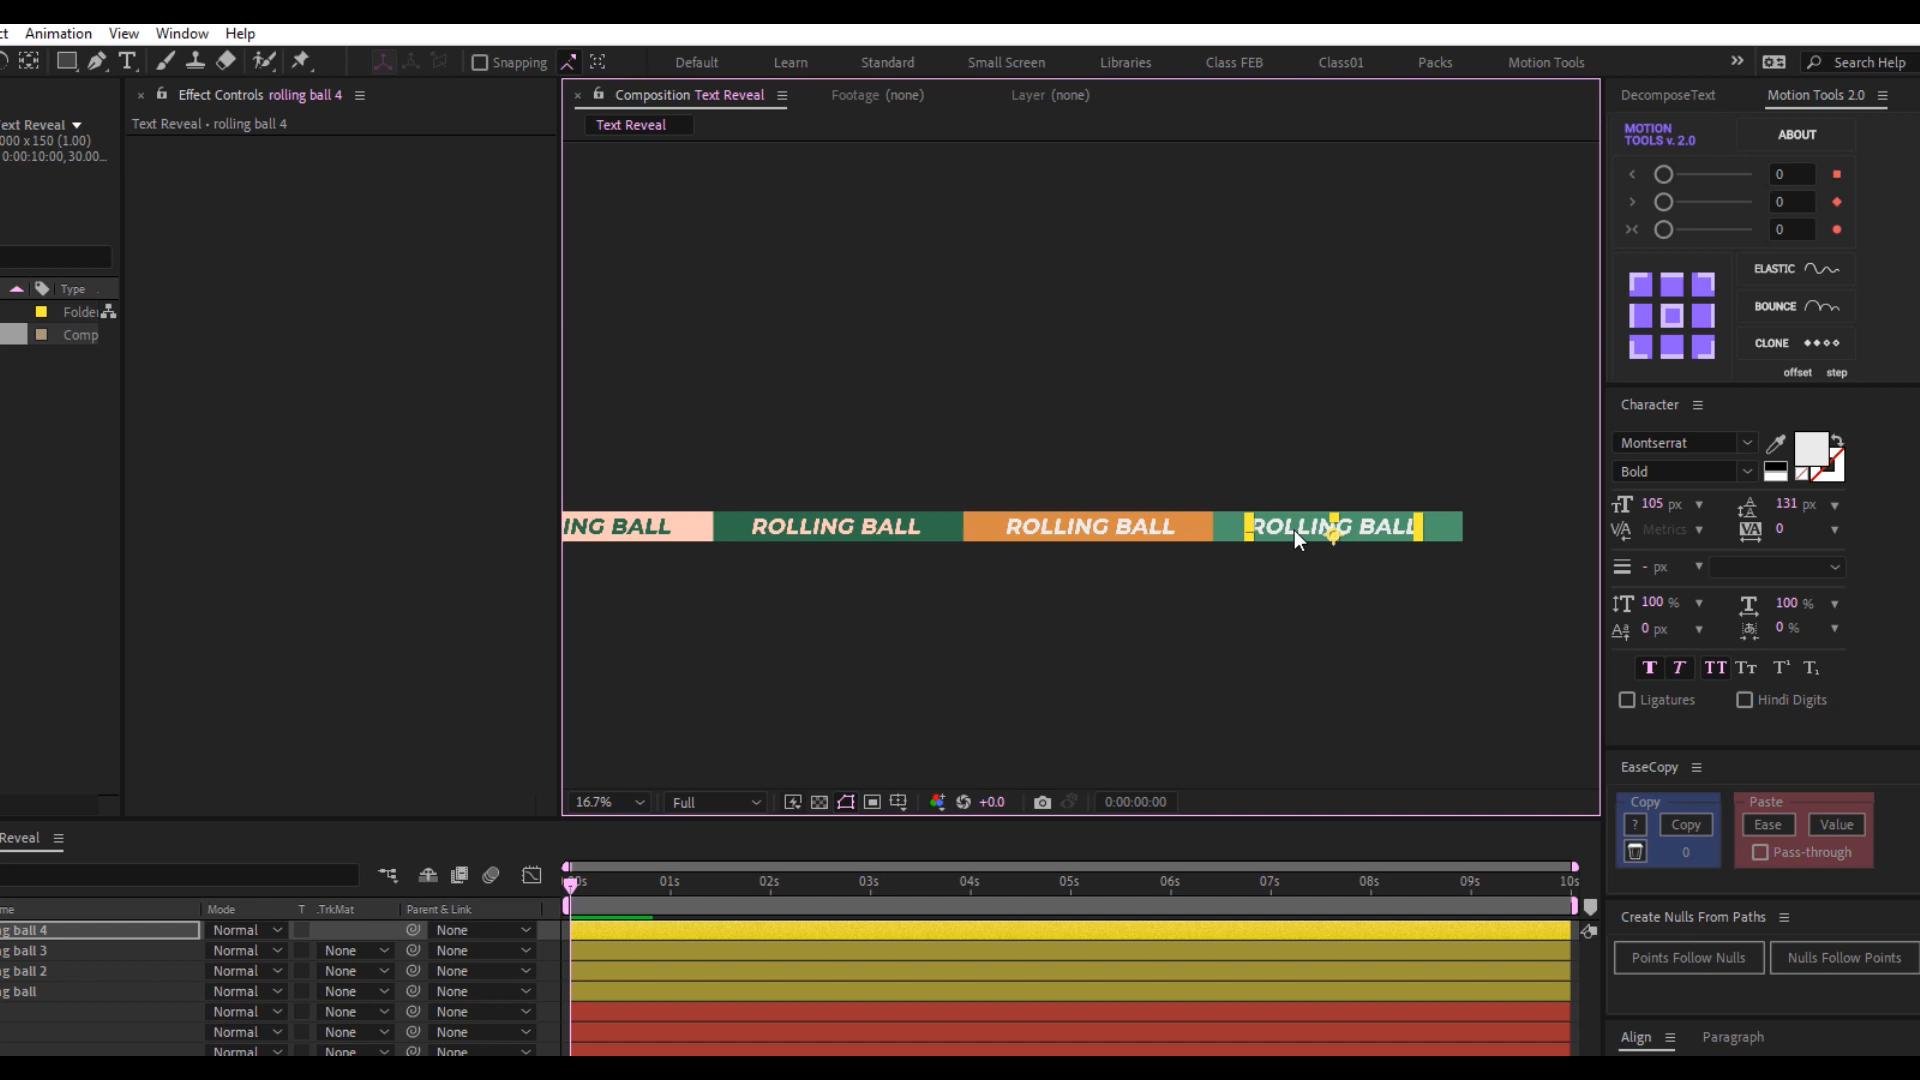 ct Animation View Window Help
Snapping Default Learn Standard Small Screen Libraries Class FEB Class01 Packs Motion Tools Search Help
Effect Controls rolling ball 4
Text Reveal • rolling ball 4
ext Reveal
000 x 150 (1.00)
0:00:10:00, 30.00...
Type
Folde
Comp
Composition Text Reveal Footage (none) Layer (none)
Text Reveal
ING BALL ROLLING BALL ROLLING BALL ROLLING BALL
16.7% Full +0.0 0:00:00:00
DecomposeText Motion Tools 2.0
MOTION
TOOLS v. 2.0
ABOUT
0
0
0
ELASTIC
BOUNCE
CLONE
offset step
Character
Montserrat
Bold
105 px 131 px
Metrics 0
- px
100 % 100 %
0 px 0 %
T T TT Tт T¹ T₁
Ligatures Hindi Digits
EaseCopy
Copy Paste
? Copy Ease Value
0 Pass-through
Create Nulls From Paths
Points Follow Nulls Nulls Follow Points
Align Paragraph
Reveal
0s 01s 02s 03s 04s 05s 06s 07s 08s 09s 10s
me Mode T .TrkMat Parent & Link
g ball 4 Normal None
g ball 3 Normal None None
g ball 2 Normal None None
g ball Normal None None
Normal None None
Normal None None
Normal None None